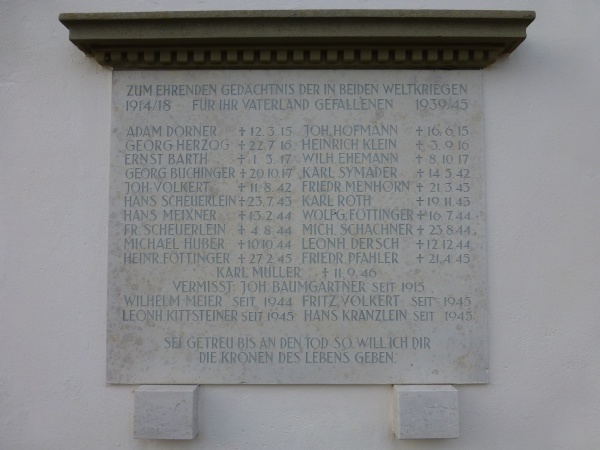 ZUM EHRENDEN GEDÄCHTNIS DER IN BEIDEN WELTKRIEGEN
1914/18 FÜR IHR VATERLAND GEFALLENEN 1939/45
ADAM DORNER + 12.3.15 JOH. HOFMANN + 16.6.15
GEORG HERZOG + 22.7.16 HEINRICH KLEIN + 3.9.16
ERNST BARTH + 1.3.17 WILH. EHEMANN + 8.10.17
GEORG BUCHINGER + 20.10.17 KARL SYMADER + 14.5.42
JOH. VOLKERT + 11.8.42 FRIEDR. MENHORN + 21.3.43
HANS SCHEUERLEIN + 23.7.43 KARL ROTH + 19.11.43
HANS MEIXNER + 13.2.44 WOLFG. FÖTTINGER + 16.7.44
FR. SCHEUERLEIN + 4.8.44 MICH. SCHACHNER + 23.8.44
MICHAEL HUBER + 10.10.44 LEONH. DERSCH + 12.12.44
HEINR. FÖTTINGER + 27.2.45 FRIEDR. PFAHLER + 21.4.45
KARL MÜLLER + 11.9.46
VERMISST: JOH. BAUMGÄRTNER SEIT 1915
WILHELM MEIER SEIT 1944 FRITZ VOLKERT SEIT 1945
LEONH. KITTSTEINER SEIT 1945 HANS KRÄNZLEIN SEIT 1945
SEI GETREU BIS AN DEN TOD SO WILL ICH DIR
DIE KRONEN DES LEBENS GEBEN.